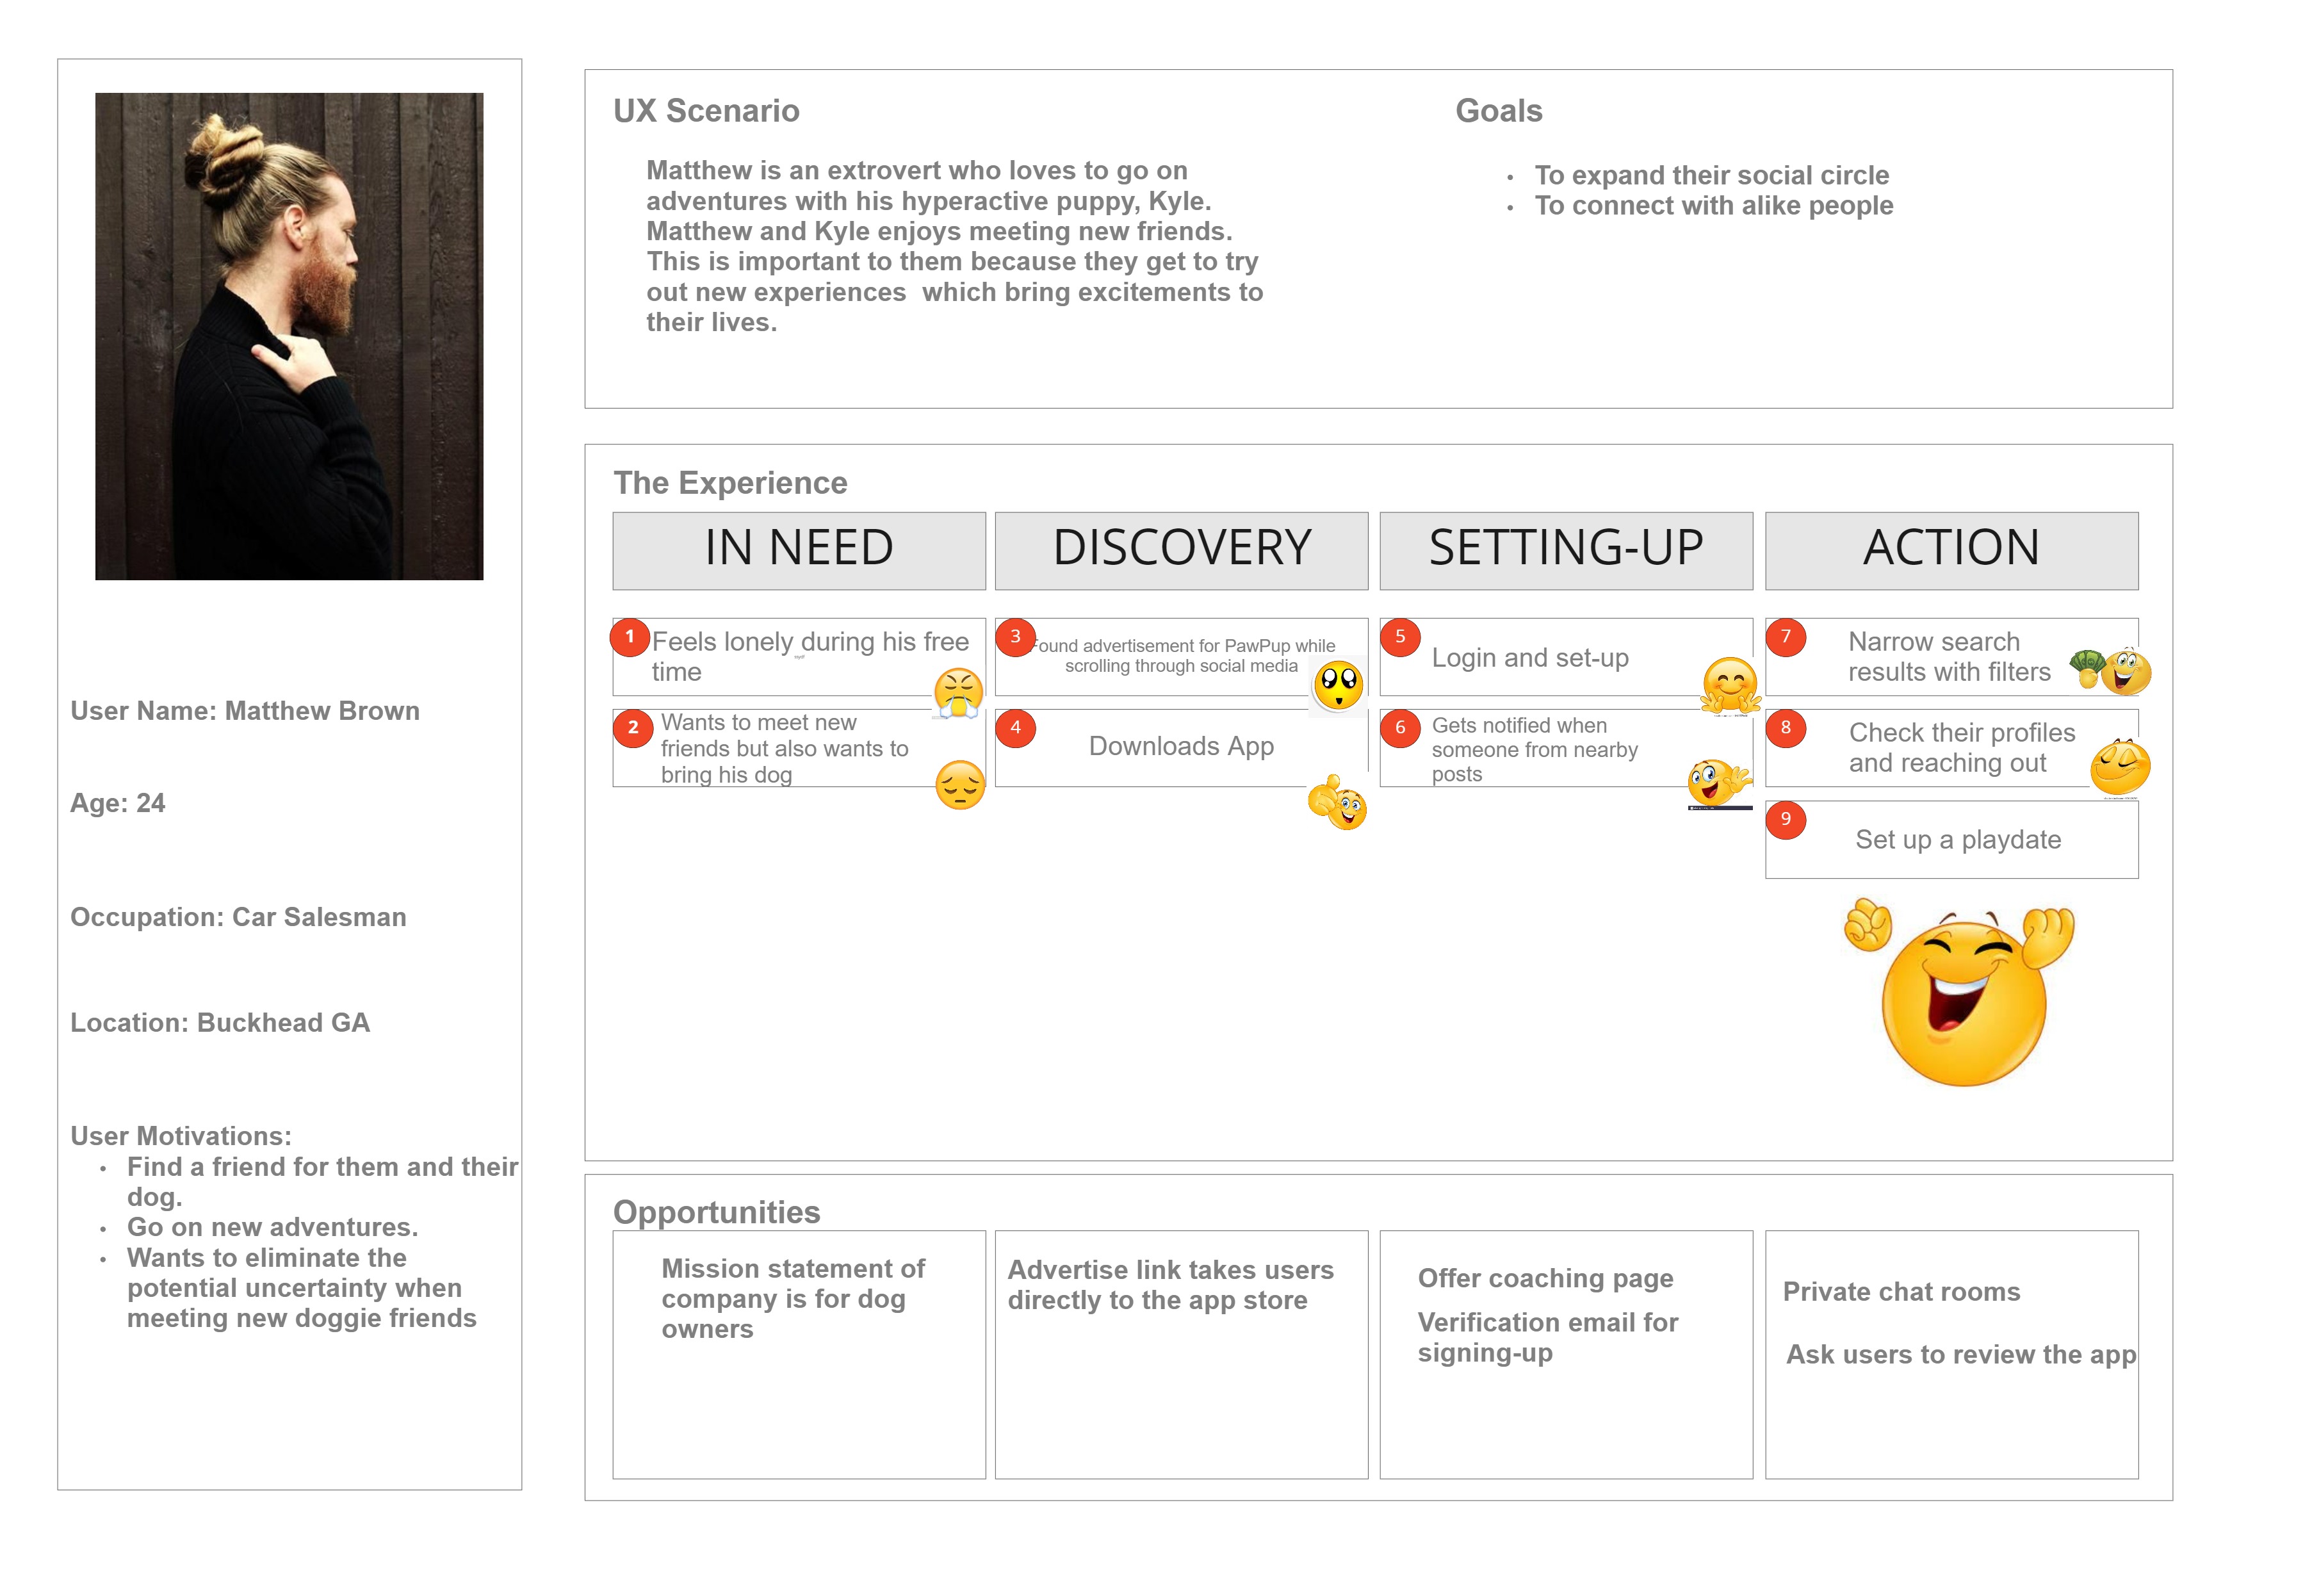 User Name: Matthew Brown
Age: 24
Occupation: Car Salesman
Location: Buckhead GA
User Motivations:
• Find a friend for them and their
dog.
• Go on new adventures.
• Wants to eliminate the
potential uncertainty when
meeting new doggie friends
UX Scenario
Matthew is an extrovert who loves to go on
adventures with his hyperactive puppy, Kyle.
Matthew and Kyle enjoys meeting new friends.
This is important to them because they get to try
out new experiences  which bring excitements to
their lives.
Goals
• To expand their social circle
• To connect with alike people
The Experience
IN NEED
1
Feels lonely during his free
time
2
Wants to meet new
friends but also wants to
bring his dog
DISCOVERY
3
Found advertisement for PawPup while
scrolling through social media
4
Downloads App
SETTING-UP
5
Login and set-up
6
Gets notified when
someone from nearby
posts
ACTION
7
Narrow search
results with filters
8
Check their profiles
and reaching out
9
Set up a playdate
Opportunities
Mission statement of
company is for dog
owners
Advertise link takes users
directly to the app store
Offer coaching page
Verification email for
signing-up
Private chat rooms
Ask users to review the app